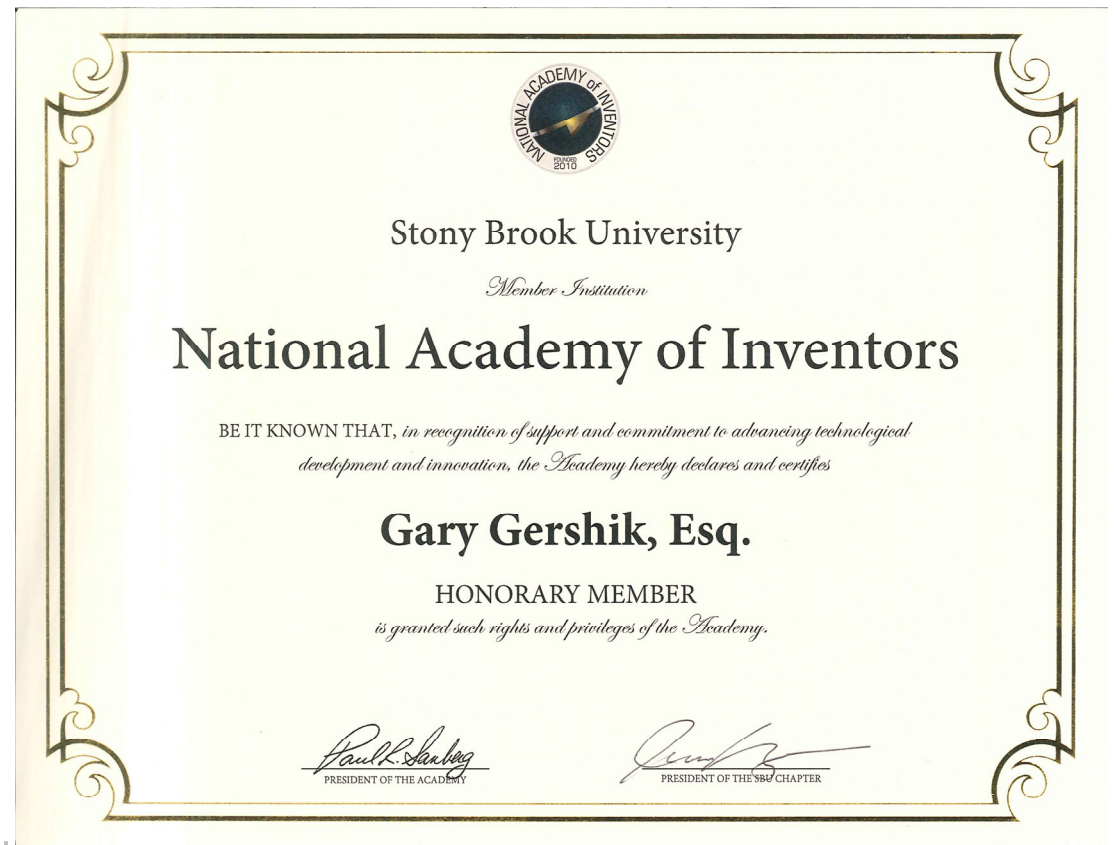 NATIONAL ACADEMY of INVENTORS
FOUNDED
2010
Stony Brook University
Member Institution
National Academy of Inventors
BE IT KNOWN THAT, in recognition of support and commitment to advancing technological
development and innovation, the Academy hereby declares and certifies
Gary Gershik, Esq.
HONORARY MEMBER
is granted such rights and privileges of the Academy.
Paul R. Sanberg
PRESIDENT OF THE ACADEMY
PRESIDENT OF THE SBU CHAPTER